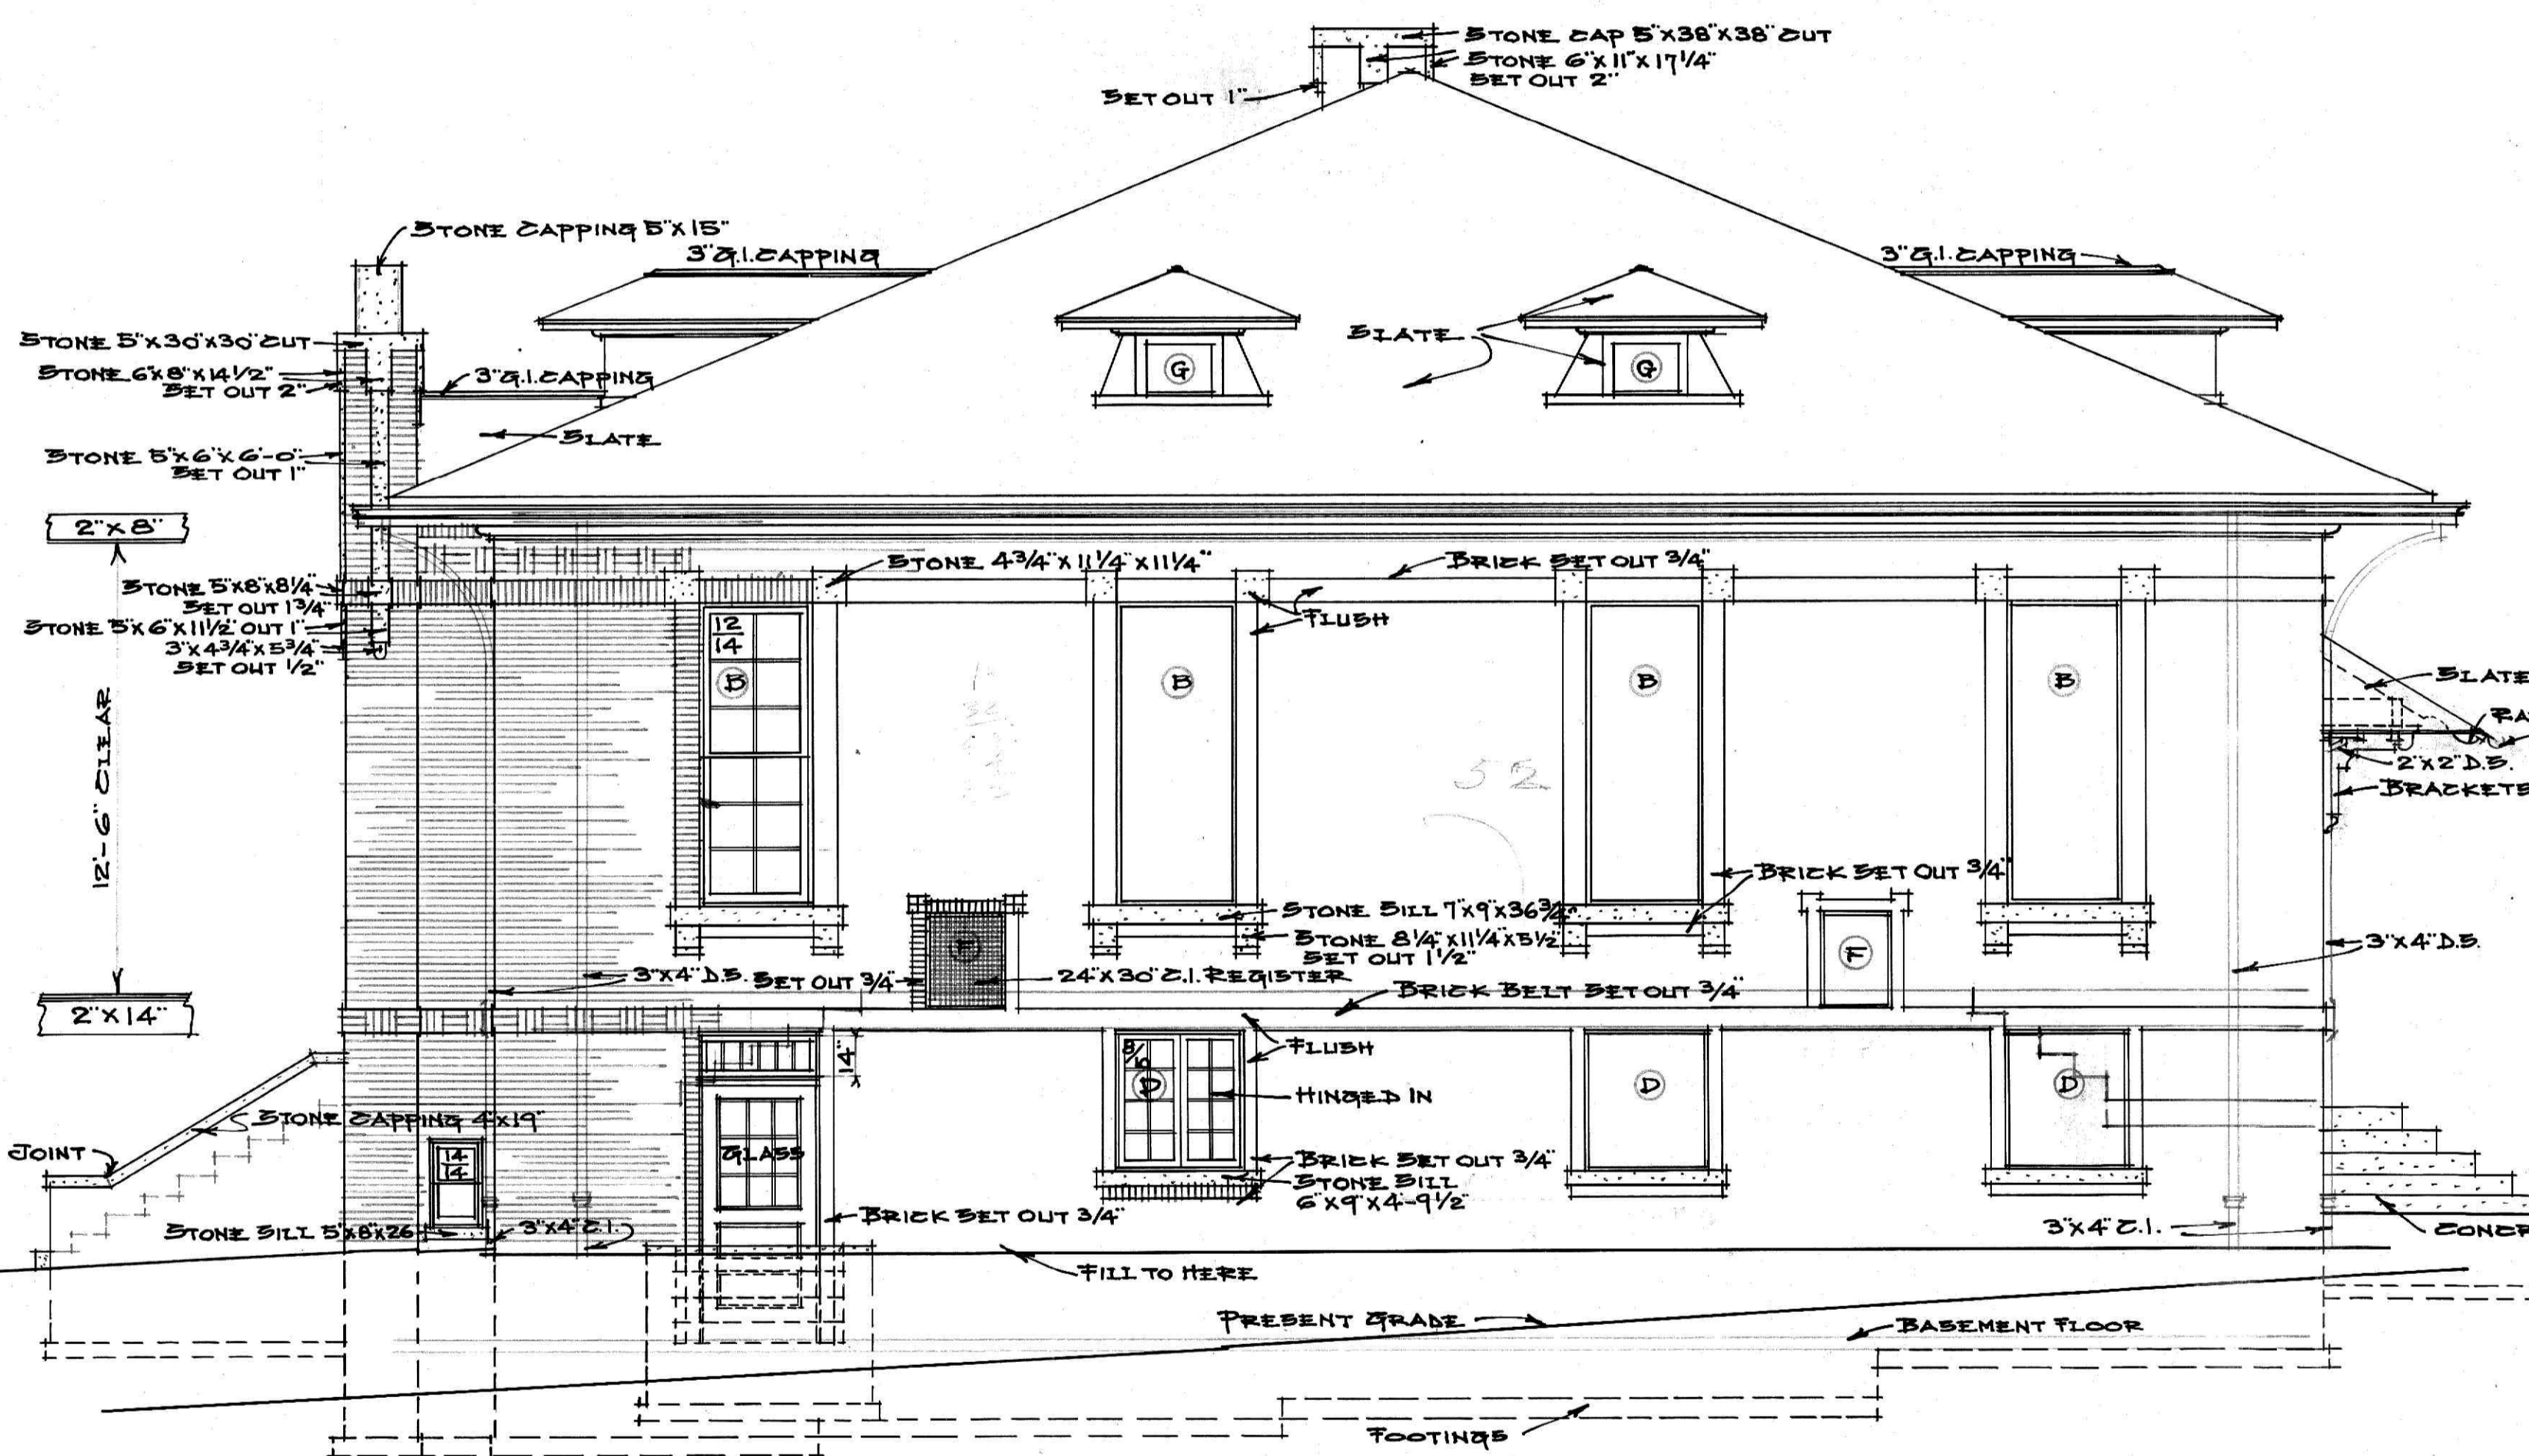 STONE CAP 5"X38"X38" CUT
STONE 6"X11"X17 1/4"
SET OUT 2"
SET OUT 1"
STONE CAPPING 5"X15"
3" G.I. CAPPING
3" G.I. CAPPING
STONE 5"X30"X30" CUT
STONE 6"X8"X14 1/2"
SET OUT 2"
3" G.I. CAPPING
SLATE
G
G
SLATE
STONE 5"X6"X6'-0"
SET OUT 1"
2"X8"
STONE 4 3/4"X11 1/4"X11 1/4"
BRICK SET OUT 3/4"
STONE 5"X8"X8 1/4"
SET OUT 1 3/4"
STONE 5"X6"X11 1/2" OUT 1"
3"X4 3/4"X5 3/4"
SET OUT 1/2"
FLUSH
12
14
B
B
B
B
SLATE
2"X2" D.S.
BRACKETS
12'-6" CLEAR
52
BRICK SET OUT 3/4"
STONE SILL 7"X9"X36 3/4"
STONE 8 1/4"X11 1/4"X5 1/2"
SET OUT 1 1/2"
F
F
3"X4" D.S.
3"X4" D.S.
SET OUT 3/4"
24"X30" C.I. REGISTER
BRICK BELT SET OUT 3/4"
2"X14"
14"
FLUSH
D
D
D
HINGED IN
STONE CAPPING 4"X19"
JOINT
14
14
GLASS
BRICK SET OUT 3/4"
STONE SILL
6"X9"X4'-9 1/2"
STONE SILL 5"X8"X26
3"X4" C.I.
BRICK SET OUT 3/4"
3"X4" C.I.
FILL TO HERE
PRESENT GRADE
BASEMENT FLOOR
FOOTINGS